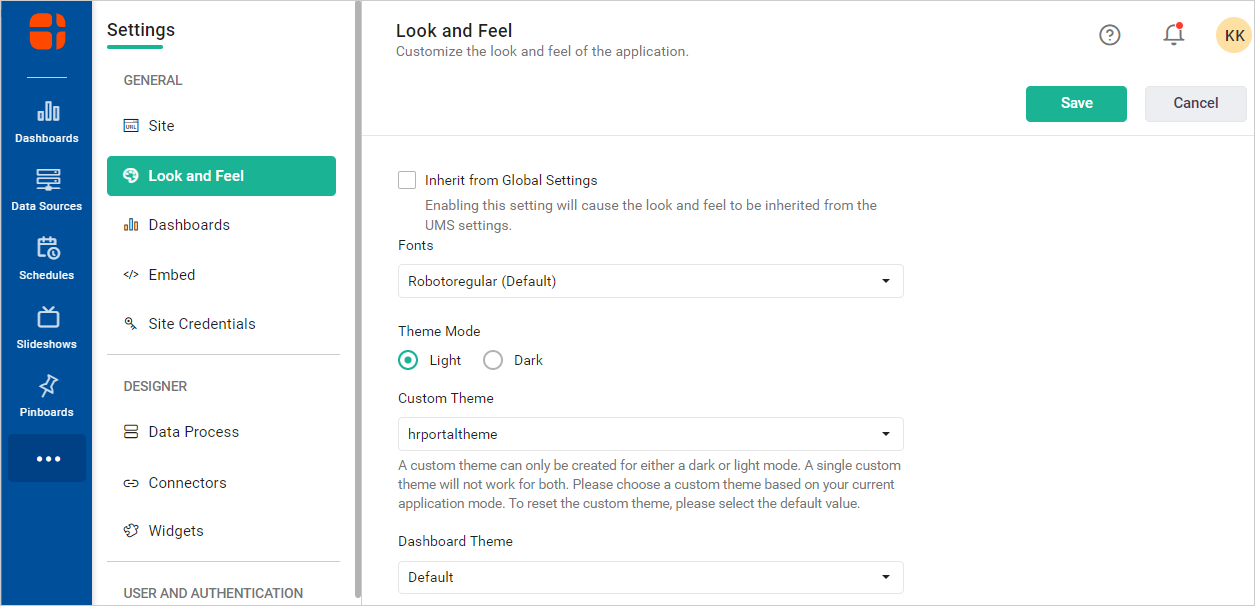 Dashboards
Data Sources
Schedules
Slideshows
Pinboards
Settings
GENERAL
URL
Site
Look and Feel
Dashboards
Embed
Site Credentials
DESIGNER
Data Process
Connectors
Widgets
USER AND AUTHENTICATION
Look and Feel
Customize the look and feel of the application.
KK
Save
Cancel
Inherit from Global Settings
Enabling this setting will cause the look and feel to be inherited from the
UMS settings.
Fonts
Robotoregular (Default)
Theme Mode
Light
Dark
Custom Theme
hrportaltheme
A custom theme can only be created for either a dark or light mode. A single custom
theme will not work for both. Please choose a custom theme based on your current
application mode. To reset the custom theme, please select the default value.
Dashboard Theme
Default